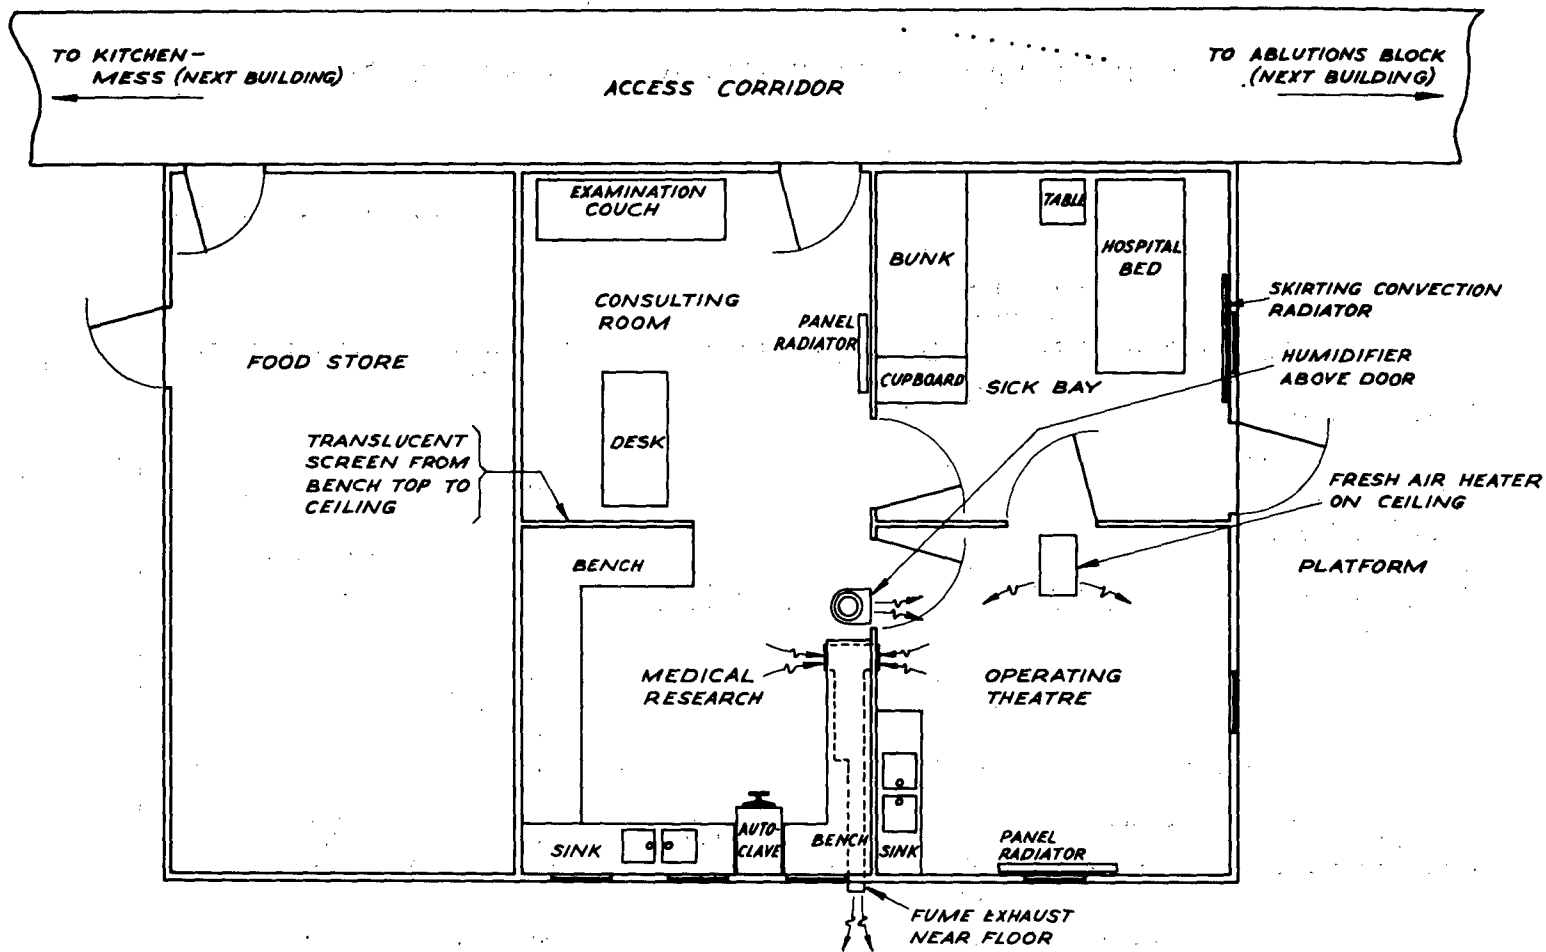 TO KITCHEN-
MESS (NEXT BUILDING)
ACCESS CORRIDOR
TO ABLUTIONS BLOCK
(NEXT BUILDING)
EXAMINATION
COUCH
TABLE
HOSPITAL
BED
BUNK
CONSULTING
ROOM
PANEL
RADIATOR
SKIRTING CONVECTION
RADIATOR
FOOD STORE
CUPBOARD
SICK BAY
HUMIDIFIER
ABOVE DOOR
DESK
TRANSLUCENT
SCREEN FROM
BENCH TOP TO
CEILING
FRESH AIR HEATER
ON CEILING
BENCH
PLATFORM
MEDICAL
RESEARCH
OPERATING
THEATRE
SINK
AUTO-
CLAVE
BENCH
SINK
PANEL
RADIATOR
FUME EXHAUST
NEAR FLOOR